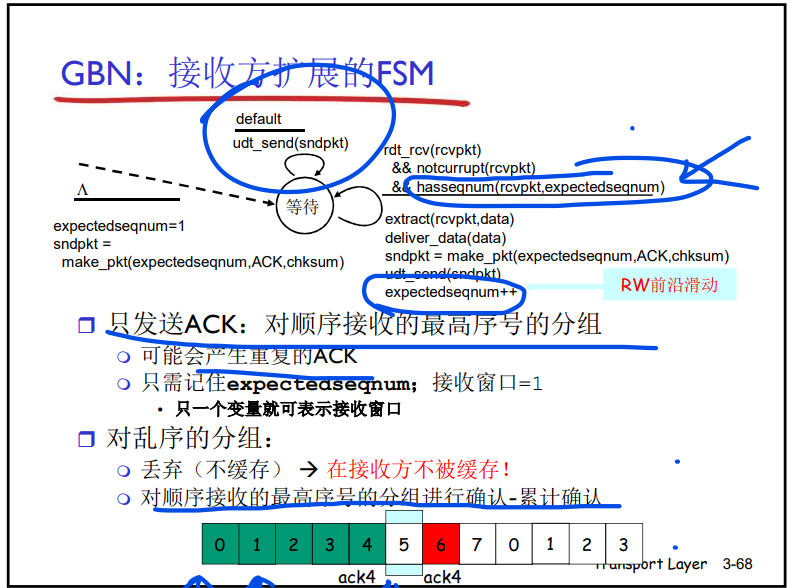 GBN：接收方扩展的FSM
default
udt_send(sndpkt)
rdt_rcv(rcvpkt)
&& notcurrupt(rcvpkt)
&& hasseqnum(rcvpkt,expectedseqnum)
Λ
等待
expectedseqnum=1
sndpkt =
make_pkt(expectedseqnum,ACK,chksum)
extract(rcvpkt,data)
deliver_data(data)
sndpkt = make_pkt(expectedseqnum,ACK,chksum)
udt_send(sndpkt)
expectedseqnum++
RW前沿滑动
只发送ACK：对顺序接收的最高序号的分组
可能会产生重复的ACK
只需记住expectedseqnum；接收窗口=1
• 只一个变量就可表示接收窗口
对乱序的分组：
丢弃（不缓存） → 在接收方不被缓存！
对顺序接收的最高序号的分组进行确认-累计确认
0 1 2 3 4 5 6 7 0 1 2 3
ack4 ack4
Transport Layer 3-68